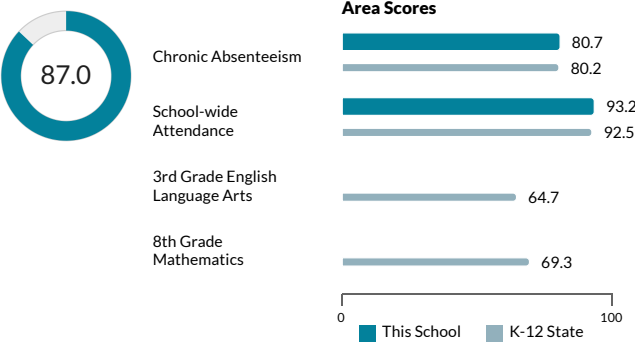 Area Scores
87.0
Chronic Absenteeism
80.7
80.2
School-wide
Attendance
93.2
92.5
3rd Grade English
Language Arts
64.7
8th Grade
Mathematics
69.3
0
100
This School
K-12 State